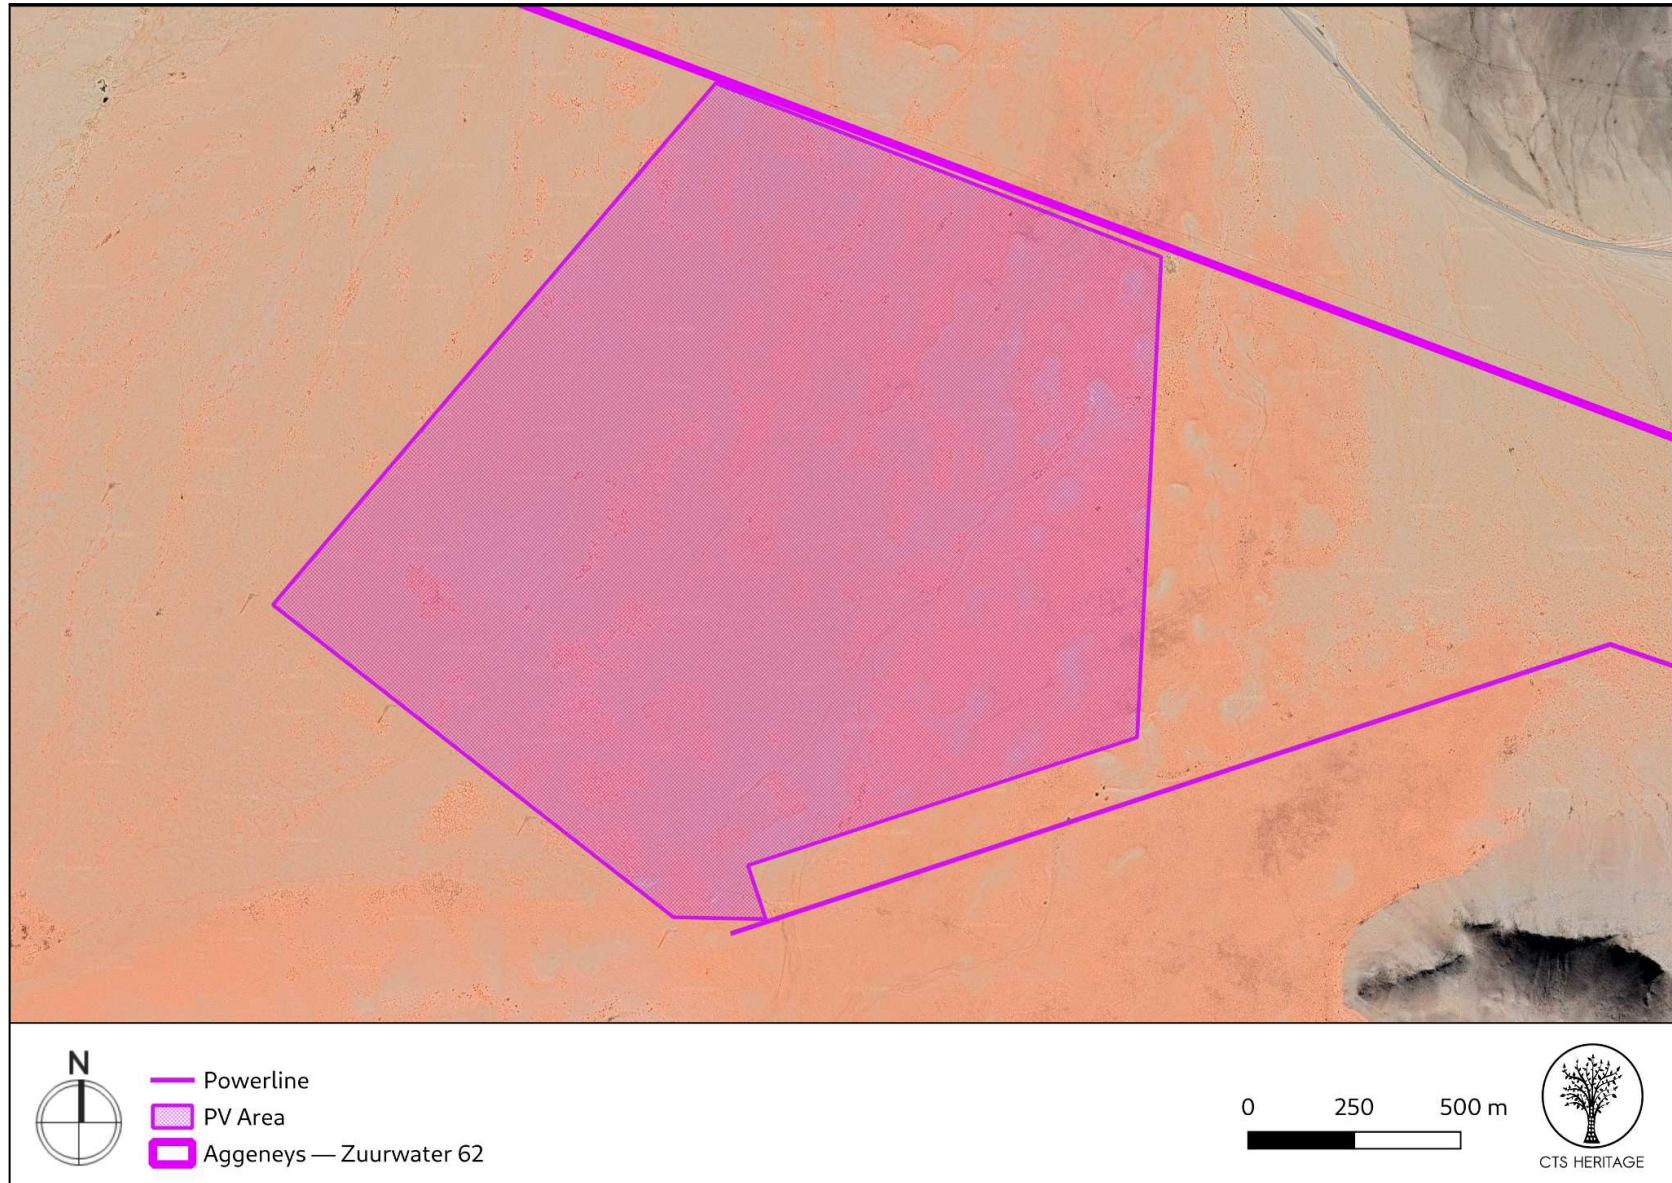 N
Powerline
PV Area
Aggeneys — Zuurwater 62
0 250 500 m
CTS HERITAGE